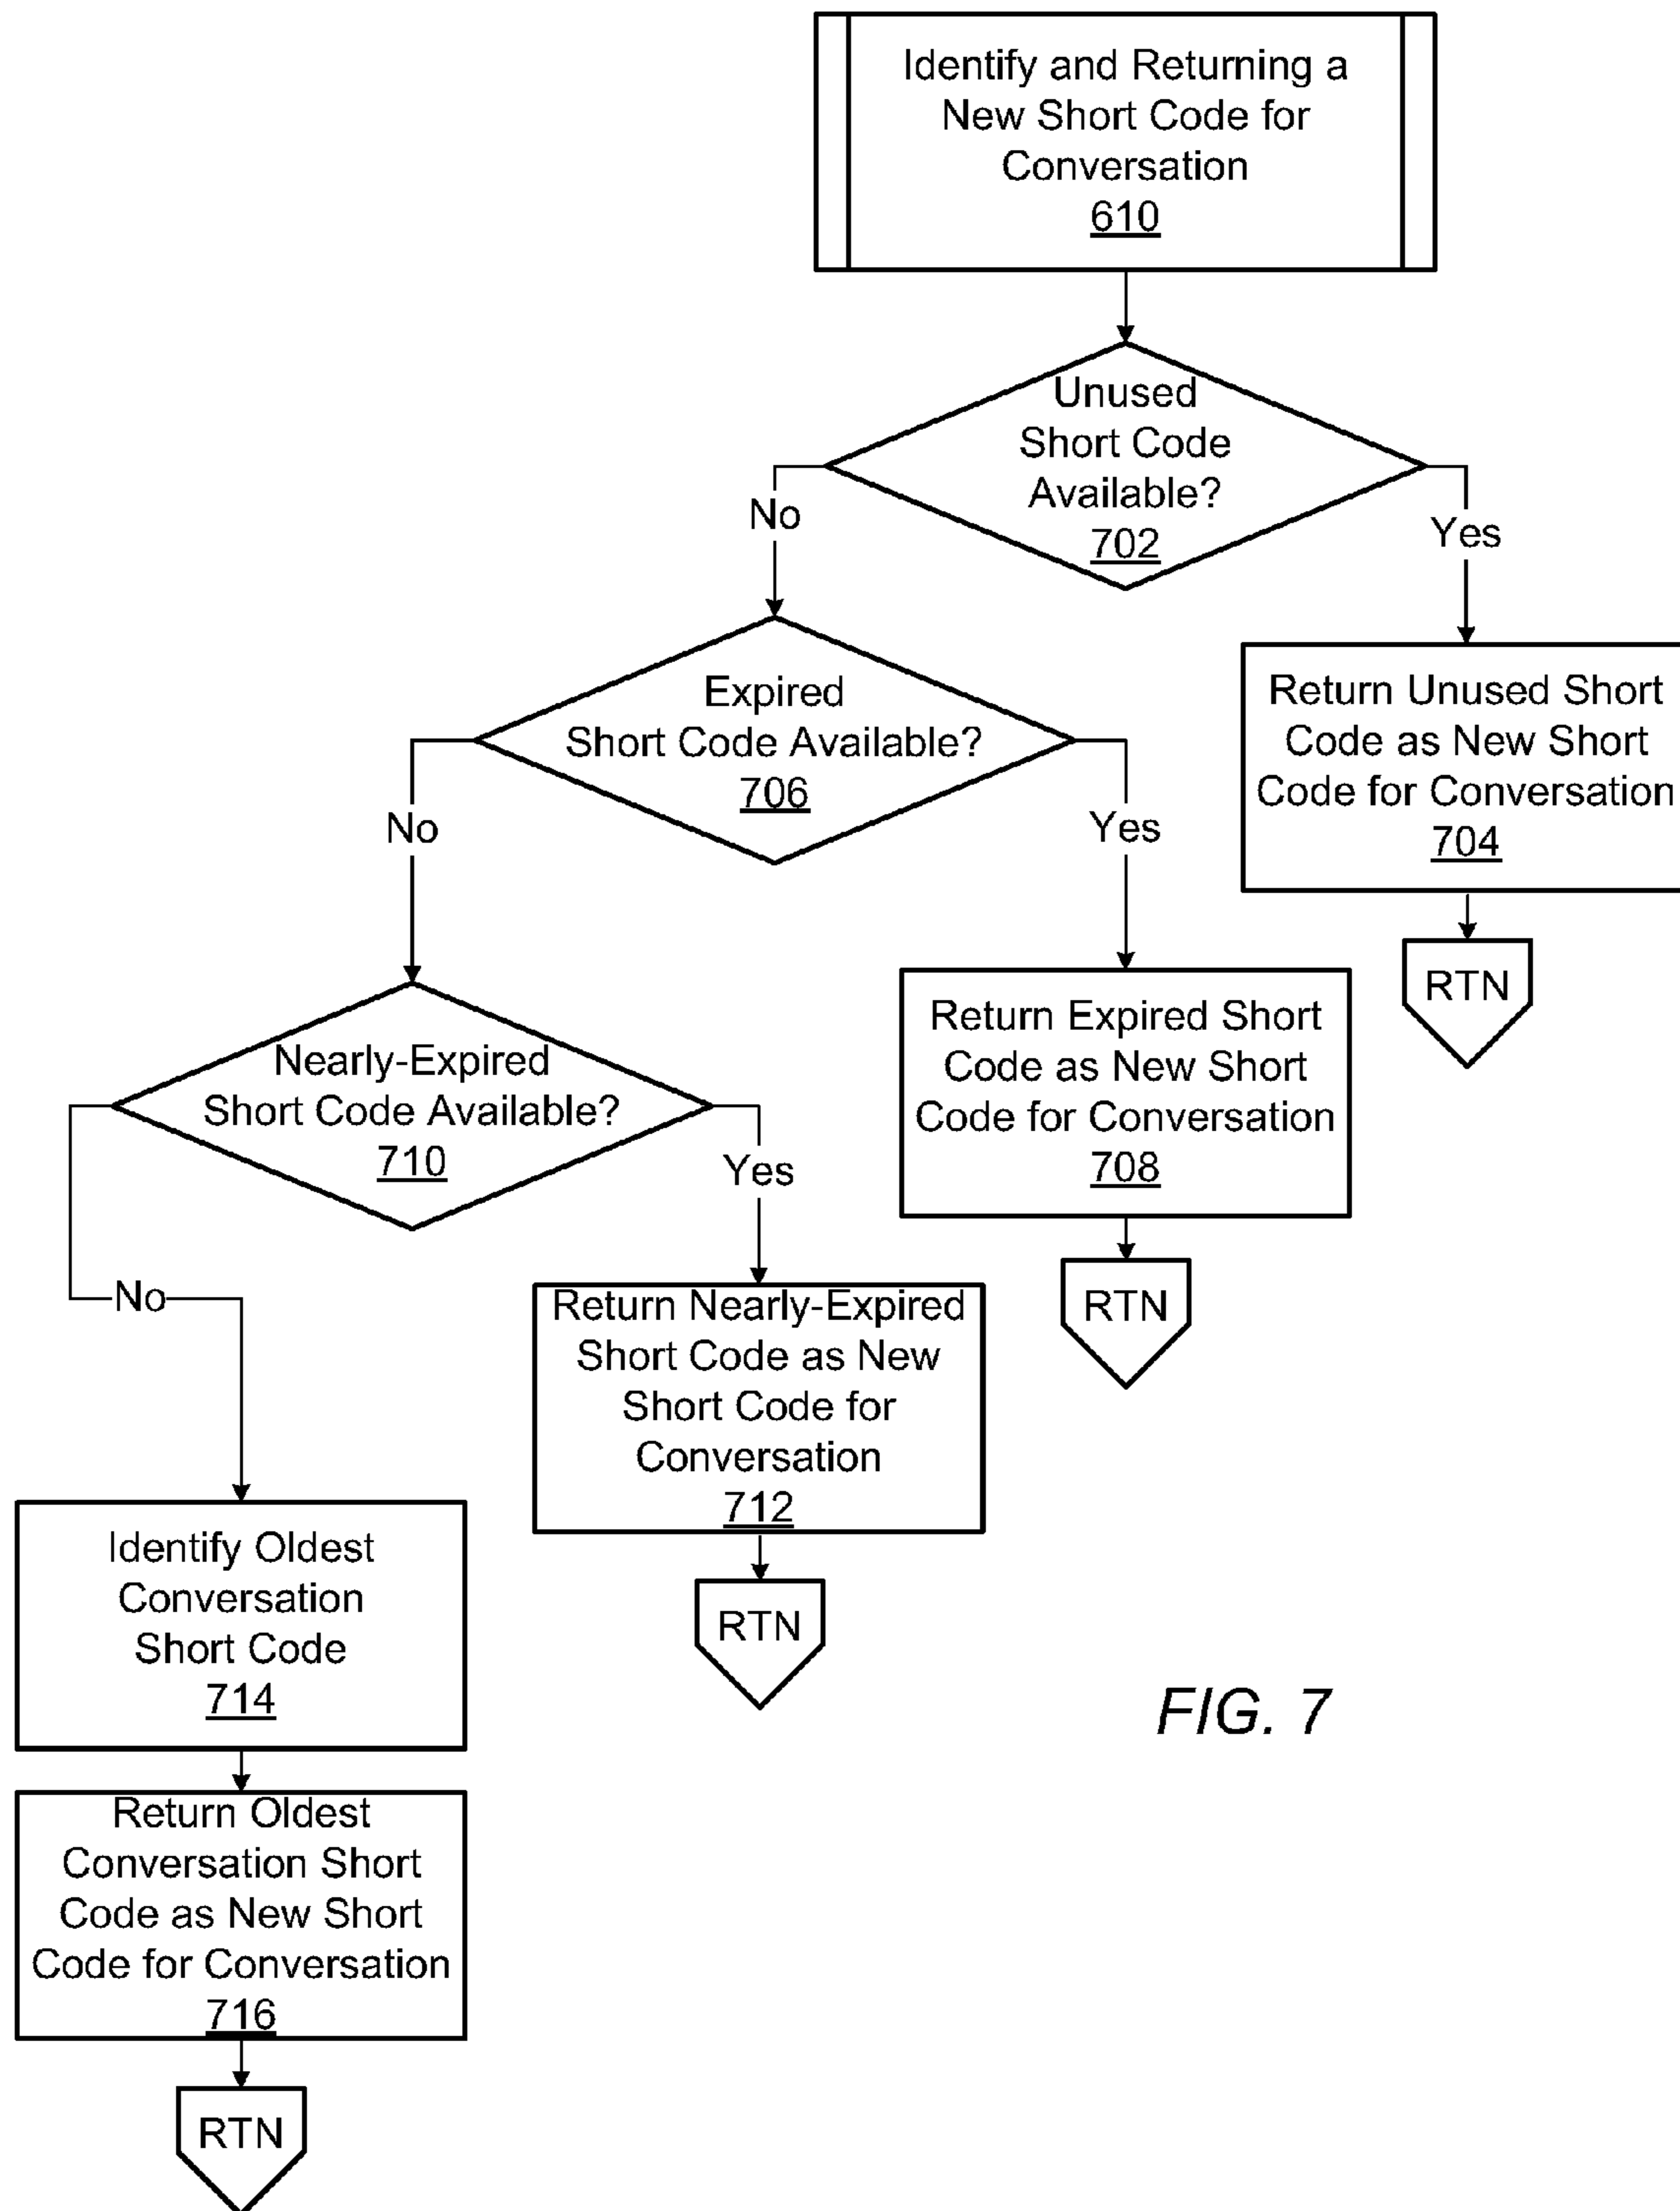 Identify and Returning a
New Short Code for
Conversation
610
Unused
Short Code
Available?
702
No
Yes
Expired
Short Code Available?
706
Return Unused Short
Code as New Short
Code for Conversation
704
No
Yes
RTN
Return Expired Short
Code as New Short
Code for Conversation
708
Nearly-Expired
Short Code Available?
710
Yes
No
RTN
Return Nearly-Expired
Short Code as New
Short Code for
Conversation
712
Identify Oldest
Conversation
Short Code
714
RTN
FIG. 7
Return Oldest
Conversation Short
Code as New Short
Code for Conversation
716
RTN